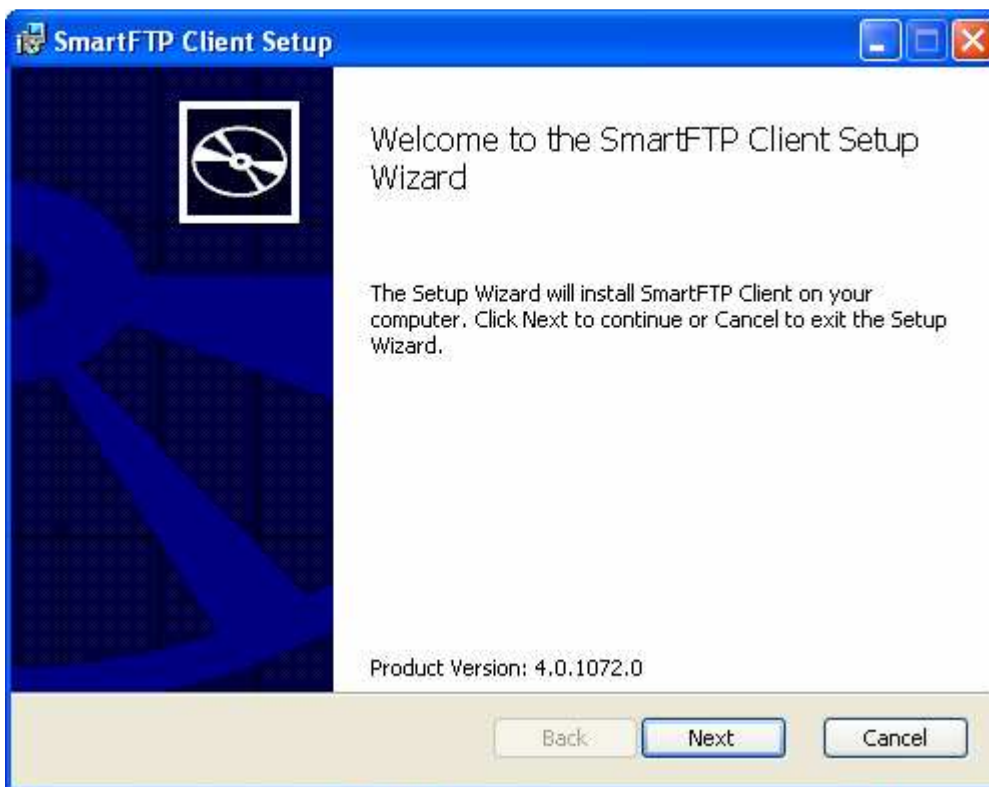 SmartFTP Client Setup
Welcome to the SmartFTP Client Setup
Wizard
The Setup Wizard will install SmartFTP Client on your
computer. Click Next to continue or Cancel to exit the Setup
Wizard.
Product Version: 4.0.1072.0
Back Next Cancel